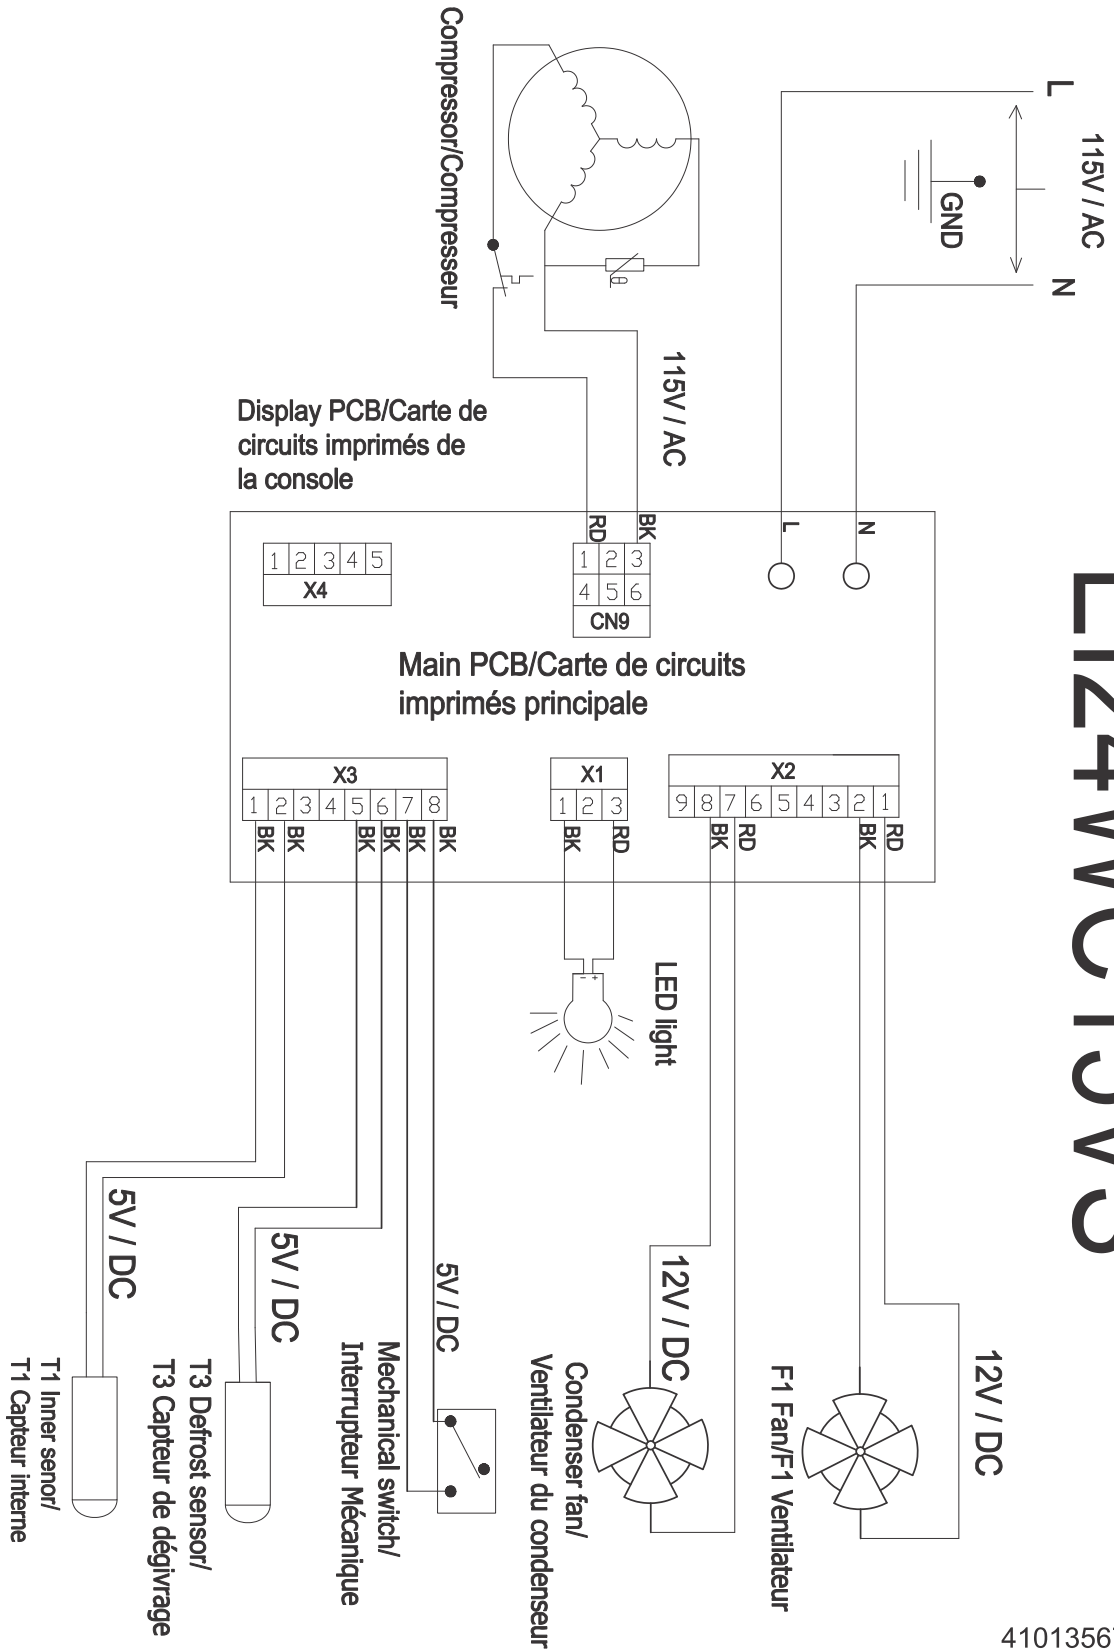 L
115V / AC
N
GND
Compressor/Compresseur
115V / AC
Display PCB/Carte de
circuits imprimés de
la console
RD
BK
L
N
1 2 3 4 5
X4
1 2 3
4 5 6
CN9
Main PCB/Carte de circuits
imprimés principale
X3
1 2 3 4 5 6 7 8
X1
1 2 3
X2
9 8 7 6 5 4 3 2 1
BK
BK
BK
BK
BK
BK
BK
RD
BK
RD
BK
RD
- +
LED light
5V / DC
5V / DC
5V / DC
12V / DC
12V / DC
T1 Inner senor/
T1 Capteur interne
T3 Defrost sensor/
T3 Capteur de dégivrage
Mechanical switch/
Interrupteur Mécanique
Condenser fan/
Ventilateur du condenseur
F1 Fan/F1 Ventilateur